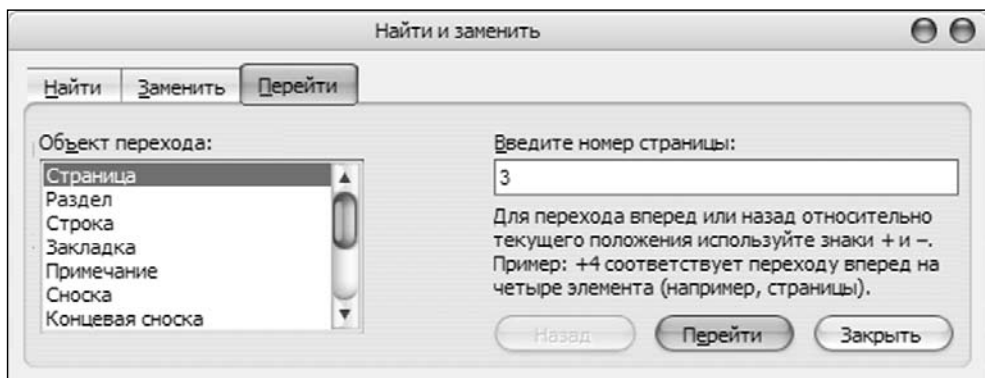 Найти и заменить
Найти
Заменить
Перейти
Объект перехода:
Страница
Раздел
Строка
Закладка
Примечание
Сноска
Концевая сноска
Введите номер страницы:
3
Для перехода вперед или назад относительно
текущего положения используйте знаки + и –.
Пример: +4 соответствует переходу вперед на
четыре элемента (например, страницы).
Назад
Перейти
Закрыть